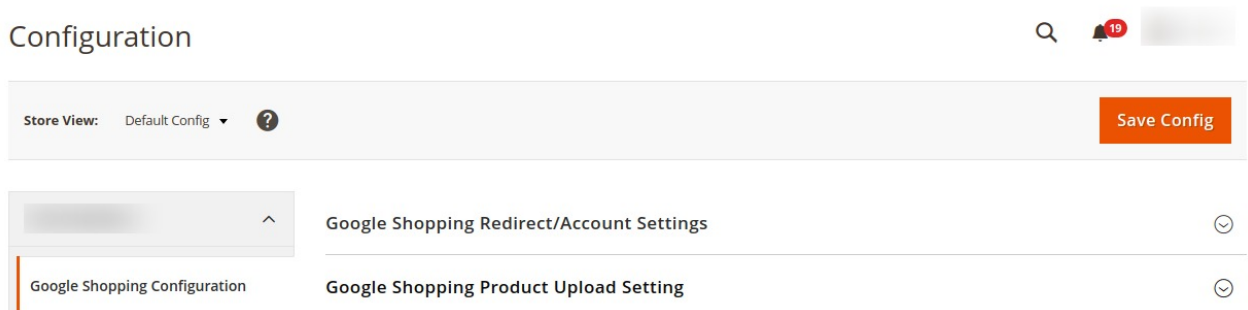 Configuration
19
Store View: Default Config ?
Save Config
Google Shopping Redirect/Account Settings
Google Shopping Configuration
Google Shopping Product Upload Setting